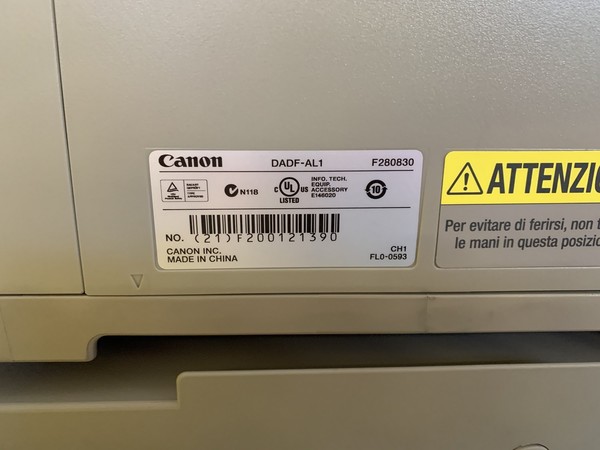 Canon DADF-AL1 F280830
N11B
C UL US
LISTED
INFO. TECH.
EQUIP.
ACCESSORY
E146020
10
NO. (21)F200121390
CANON INC.
MADE IN CHINA
CH1
FL0-0593
ATTENZIO
Per evitare di ferirsi, non t
le mani in questa posizio